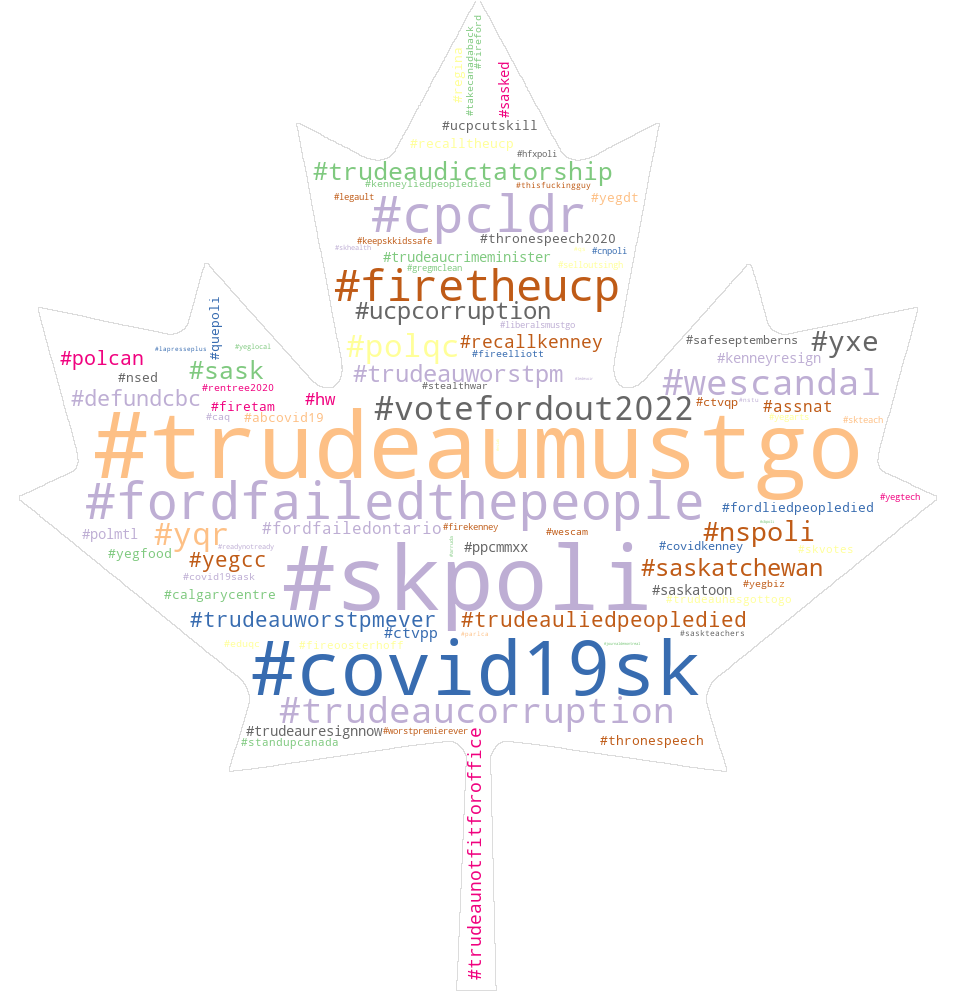 #fireford
#takecanadaback
#regina
#sasked
#ucpcutskill
#recalltheucp
#hfxpoli
#trudeaudictatorship
#kenneyliedpeopledied
#thisfuckingguy
#legault
#yegdt
#cpcldr
#keepskkidssafe
#thronespeech2020
#skhealth
#cnpoli
#trudeaucrimeminister
#gregmclean
#firetheucp
#ucpcorruption
#quepoli
#liberalsmustgo
#safeseptemberns
#yxe
#polqc
#recallkenney
#lapresseplus
#yeglocal
#polcan
#fireelliott
#kenneyresign
#sask
#trudeauworstpm
#nsed
#rentree2020
#stealthwar
#wescandal
#defundcbc
#hw
#firetam
#votefordout2022
#ctvqp
#nstu
#assnat
#caq
#abcovid19
#skteach
#trudeaumustgo
#yegtech
#fordfailedthepeople
#fordliedpeopledied
#polmtl
#yqr
#fordfailedontario
#firekenney
#wescam
#nspoli
#yegfood
#readynotready
#ppcmmxx
#covidkenney
#yegcc
#skpoli
#saskatchewan
#covid19sask
#yegbiz
#calgarycentre
#saskatoon
#trudeauworstpmever
#trudeauliedpeopledied
#ctvpp
#saskteachers
#covid19sk
#trudeaucorruption
#trudeauresignnow
#worstpremierever
#standupcanada
#thronespeech
#trudeaunotfitforoffice